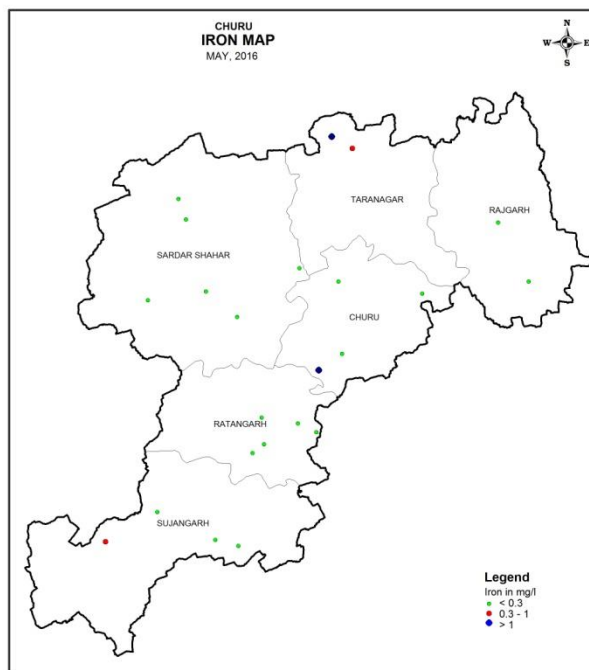 CHURU
IRON MAP
MAY, 2016
N
W E
S
TARANAGAR
RAJGARH
SARDAR SHAHAR
CHURU
RATANGARH
SUJANGARH
Legend
Iron in mg/l
< 0.3
0.3 - 1
> 1